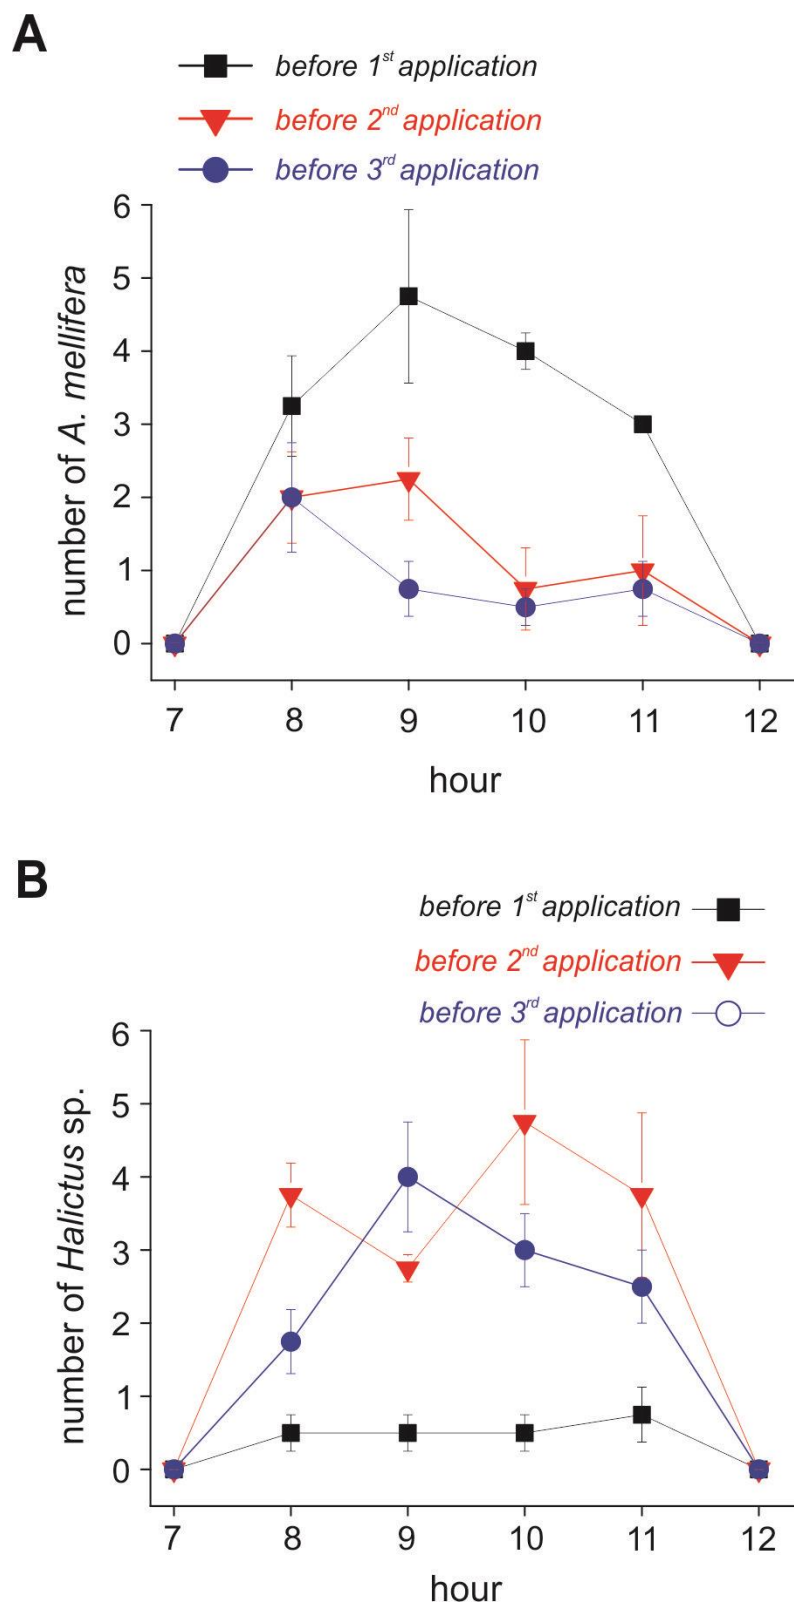 A
before 1st application
before 2nd application
before 3rd application
6
5
4
3
2
1
0
number of A. mellifera
7 8 9 10 11 12
hour
B
before 1st application
before 2nd application
before 3rd application
6
5
4
3
2
1
0
number of Halictus sp.
7 8 9 10 11 12
hour